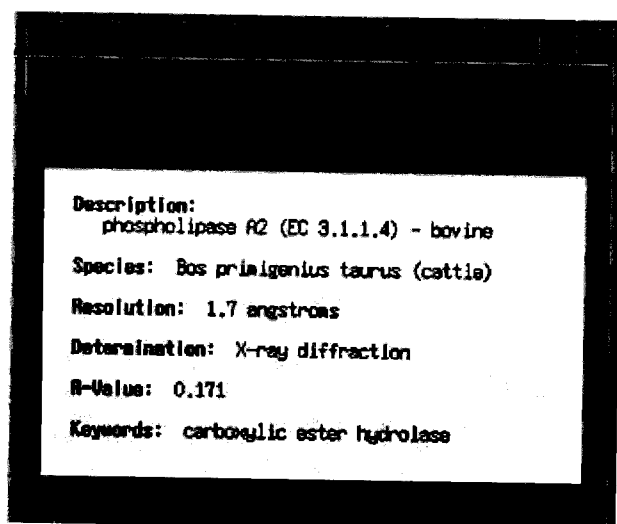 Description:
phospholipase A2 (EC 3.1.1.4) - bovine
Species: Bos primigenius taurus (cattle)
Resolution: 1.7 angstroms
Determination: X-ray diffraction
R-Value: 0.171
Keywords: carboxylic ester hydrolase